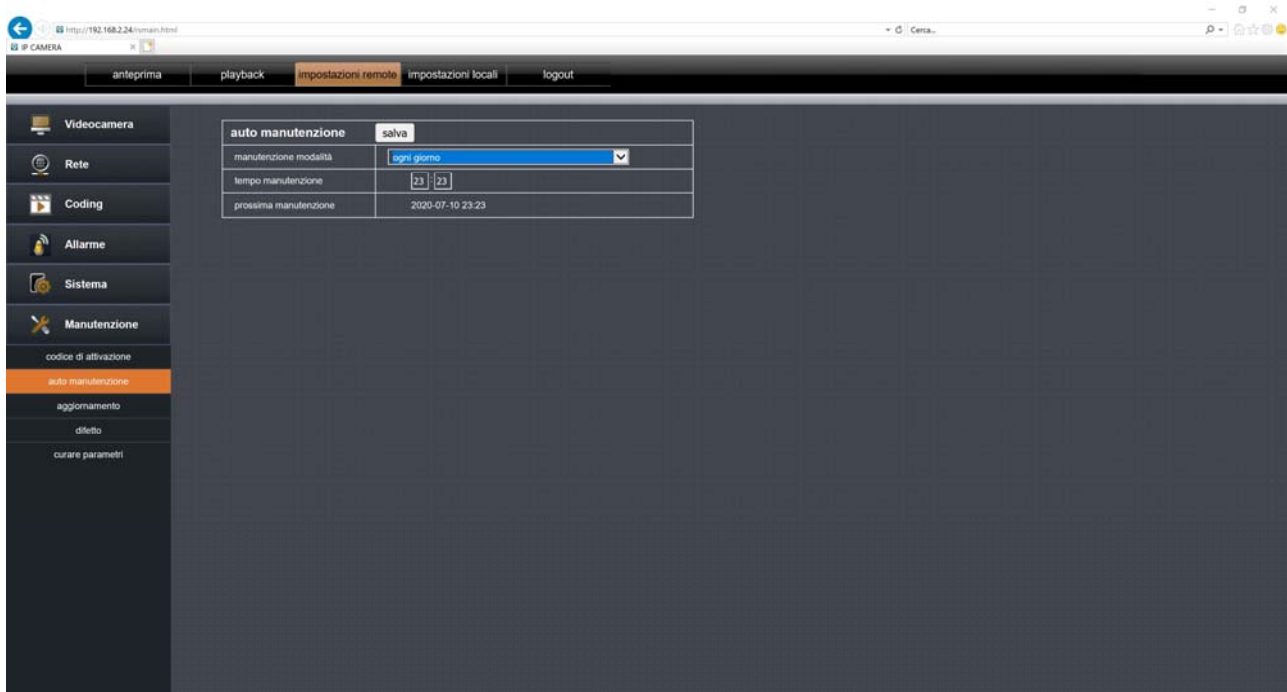 http://192.168.2.24/rsmain.html
Cerca...
IP CAMERA
anteprima playback impostazioni remote impostazioni locali logout
Videocamera
Rete
Coding
Allarme
Sistema
Manutenzione
codice di attivazione
auto manutenzione
aggiornamento
difetto
curare parametri
auto manutenzione salva
manutenzione modalità ogni giorno
tempo manutenzione 23 : 23
prossima manutenzione 2020-07-10 23:23